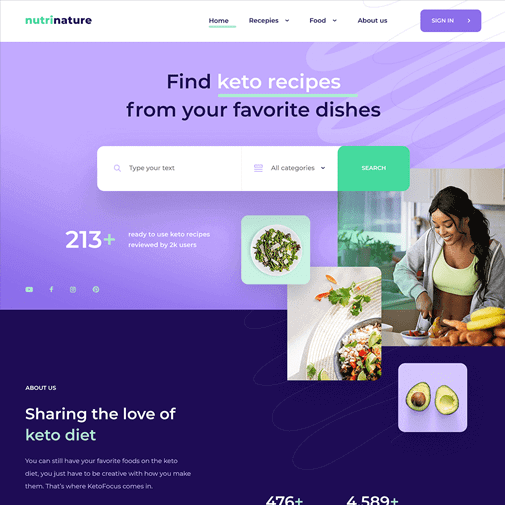 nutrinature
Home Recepies Food About us SIGN IN
Find keto recipes
from your favorite dishes
Type your text All categories SEARCH
213+ ready to use keto recipes
reviewed by 2k users
ABOUT US
Sharing the love of
keto diet
You can still have your favorite foods on the keto
diet, you just have to be creative with how you make
them. That's where KetoFocus comes in.
476+ 4,589+